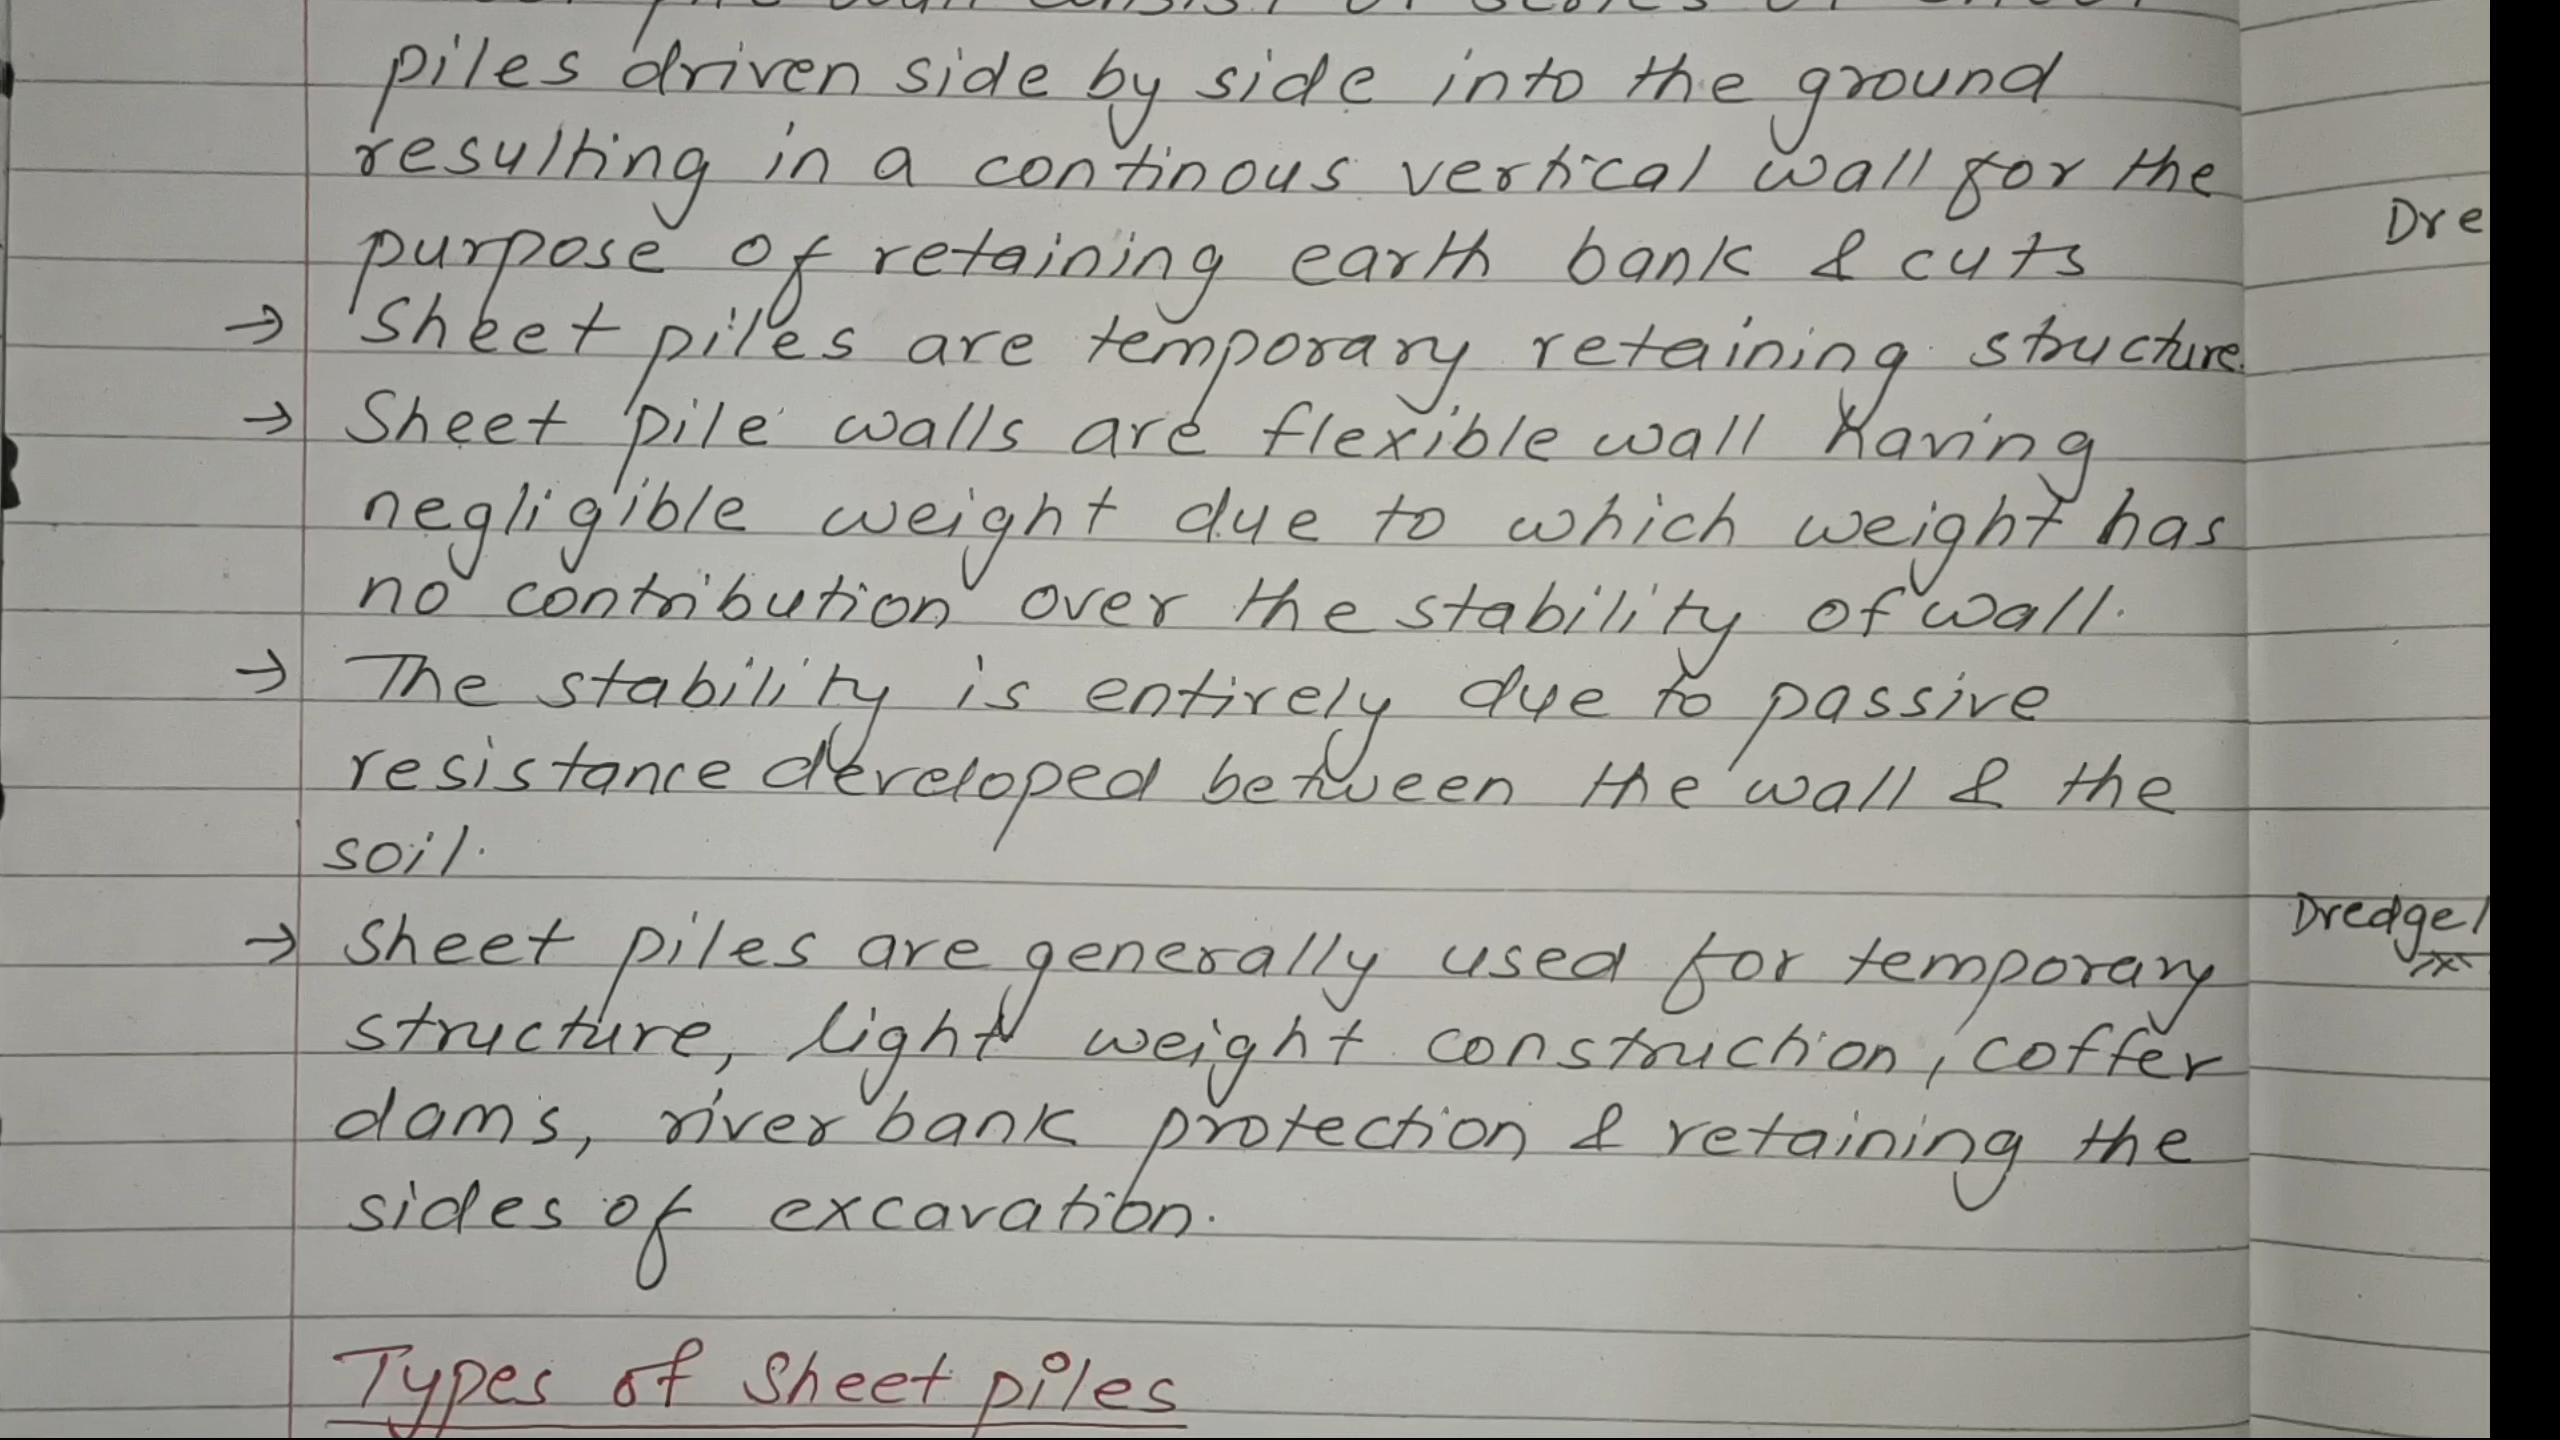 piles driven side by side into the ground
resulting in a continous vertical wall for the
purpose of retaining earth bank & cuts
→ Sheet piles are temporary retaining structure.
→ Sheet pile walls are flexible wall having
negligible weight due to which weight has
no contribution over the stability of wall.
→ The stability is entirely due to passive
resistance developed between the wall & the
soil.
→ Sheet piles are generally used for temporary
structure, light weight construction, coffer
dams, river bank protection & retaining the
sides of excavation.
Types of Sheet piles
Dre
Dredgel